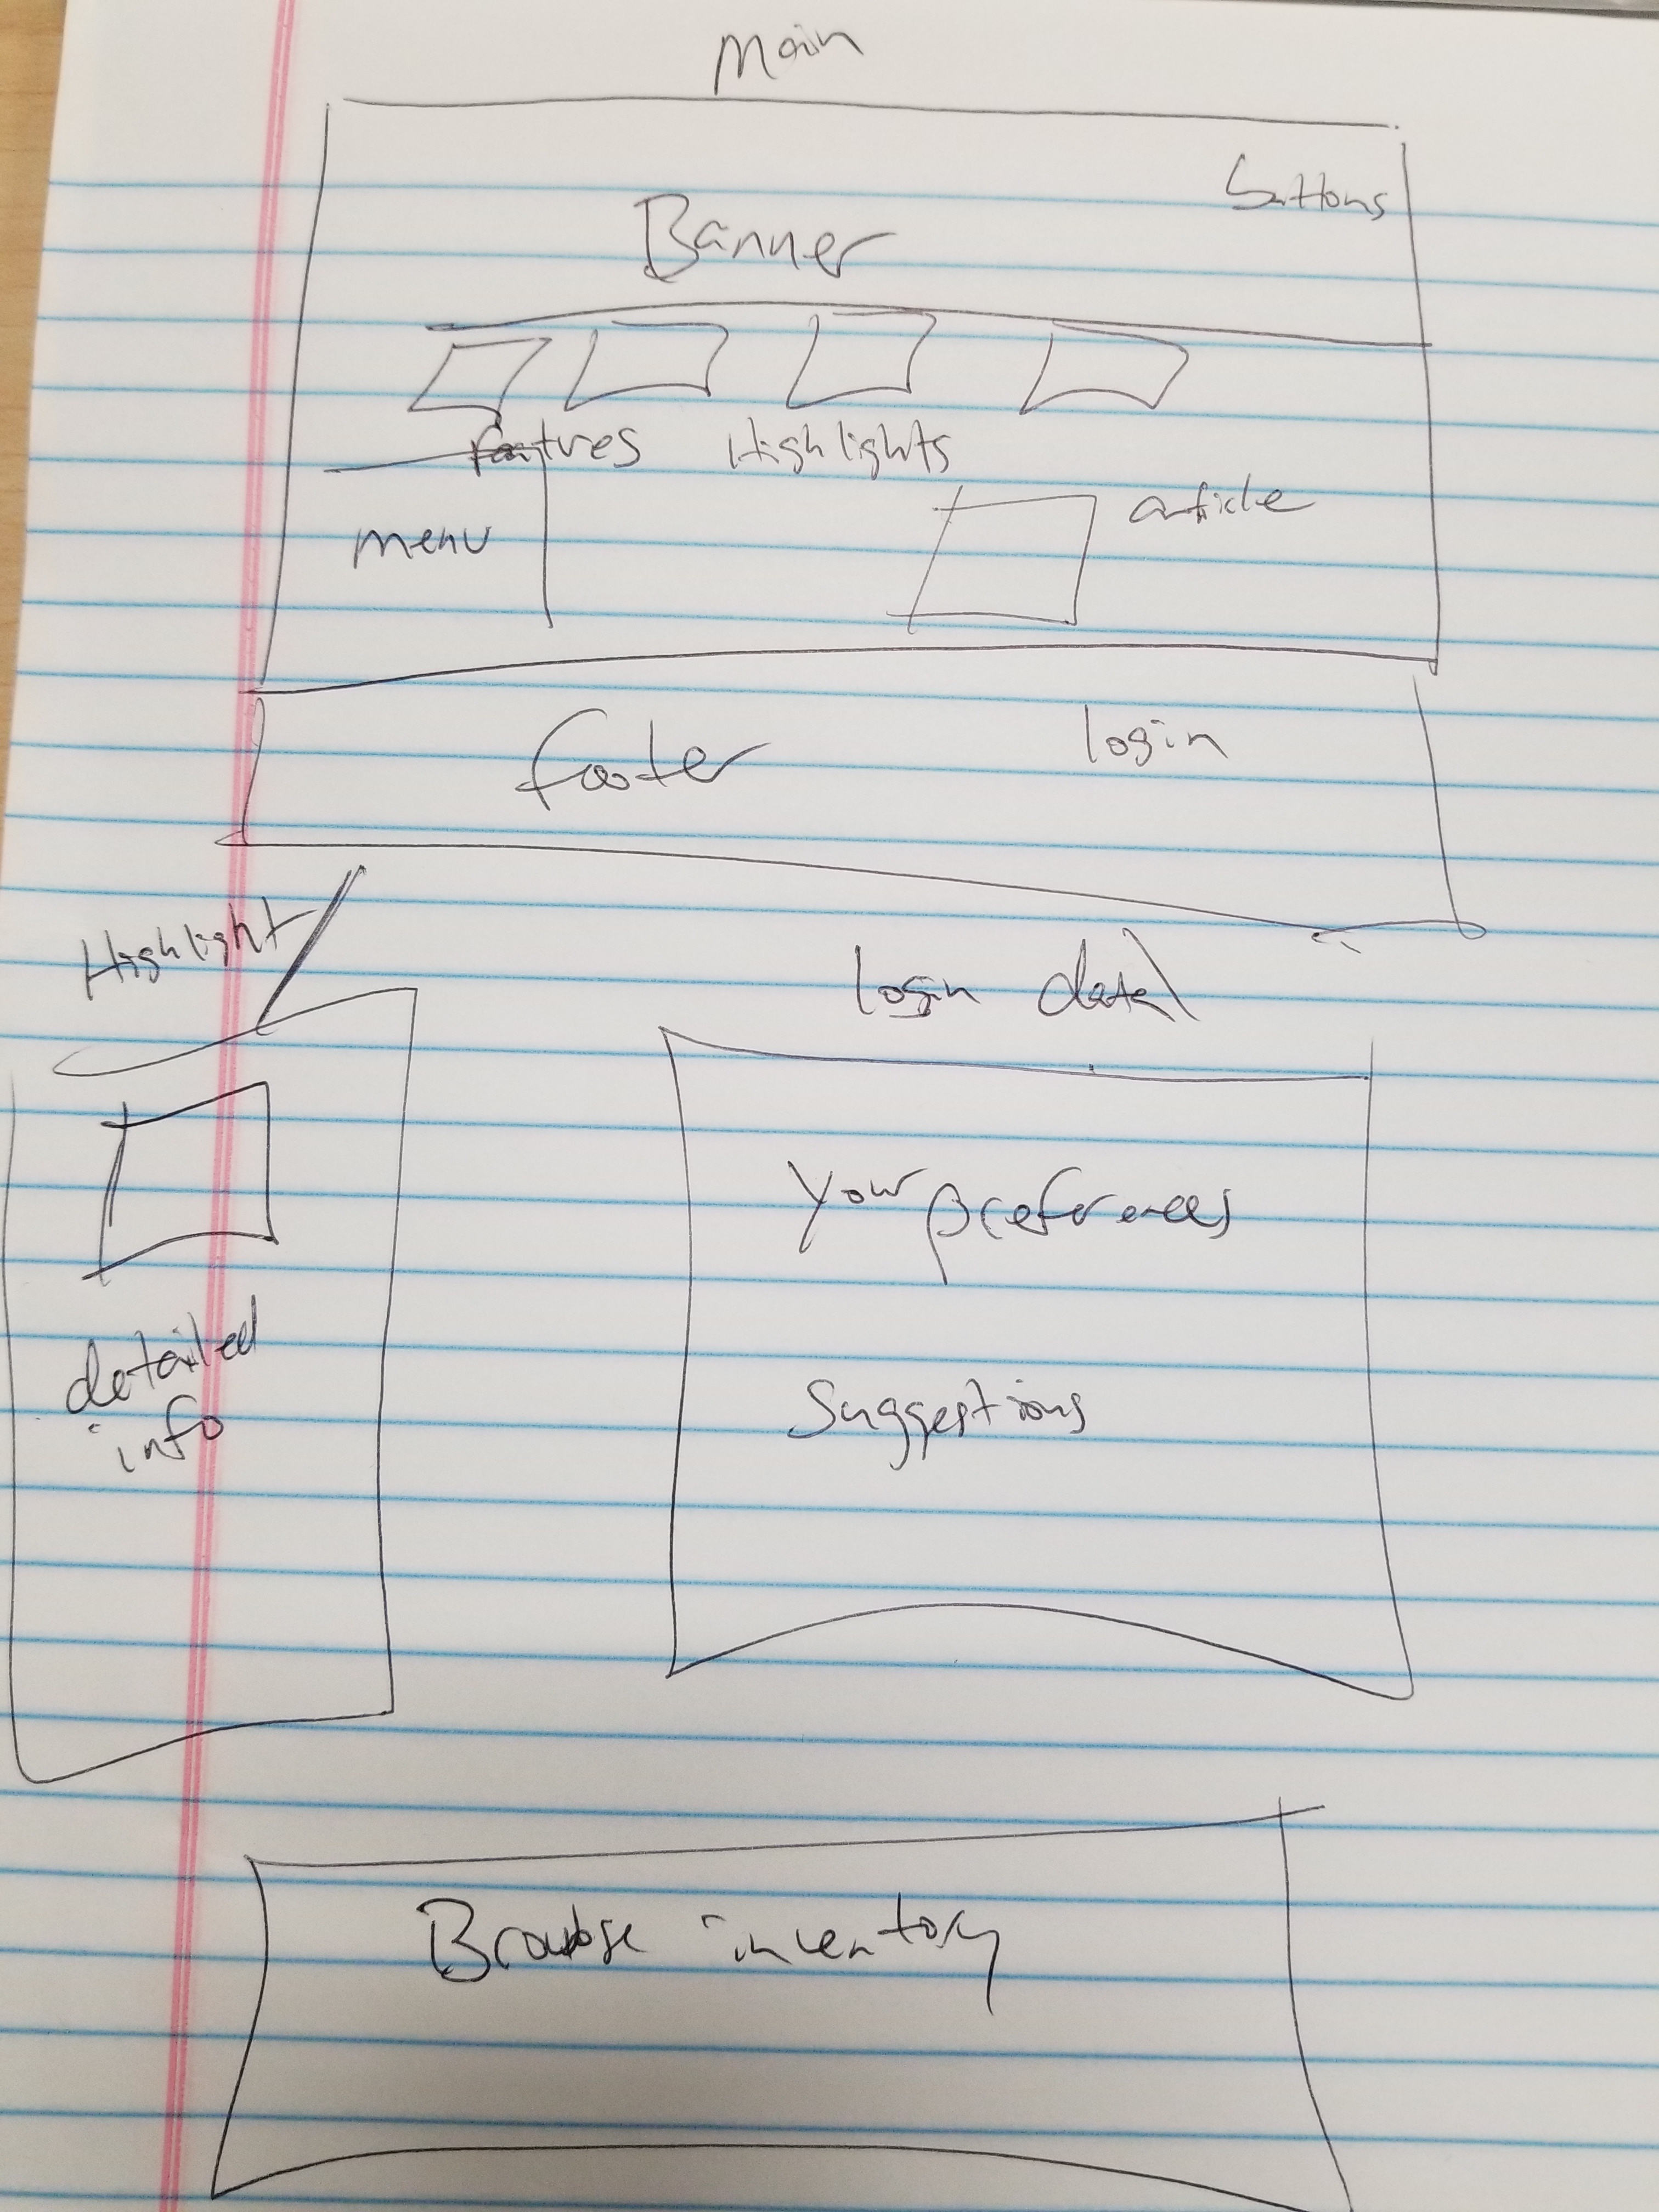 Main
buttons
Banner
features Highlights
article
menu
footer login
Highlight
login data
Your preferences
detailed
info
Suggestions
Browse inventory